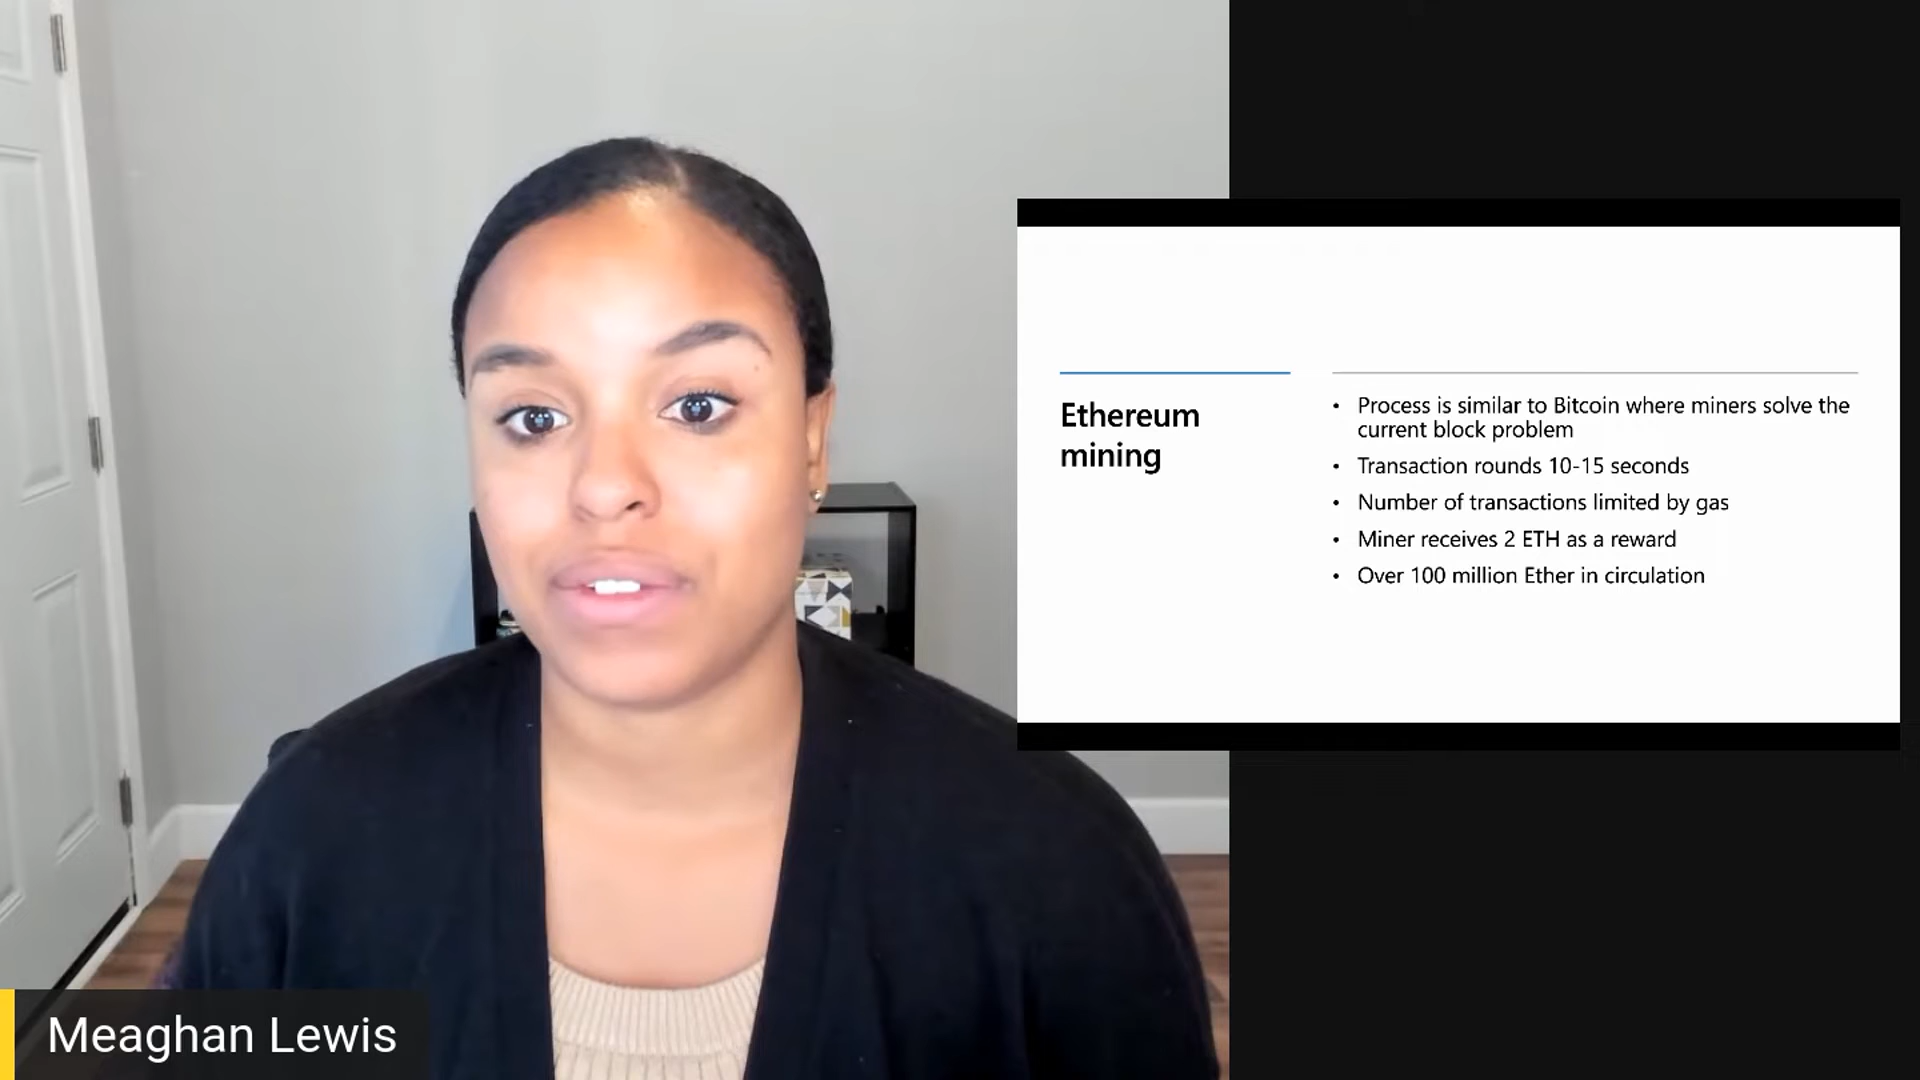 Ethereum
mining
• Process is similar to Bitcoin where miners solve the
current block problem
• Transaction rounds 10-15 seconds
• Number of transactions limited by gas
• Miner receives 2 ETH as a reward
• Over 100 million Ether in circulation
Meaghan Lewis